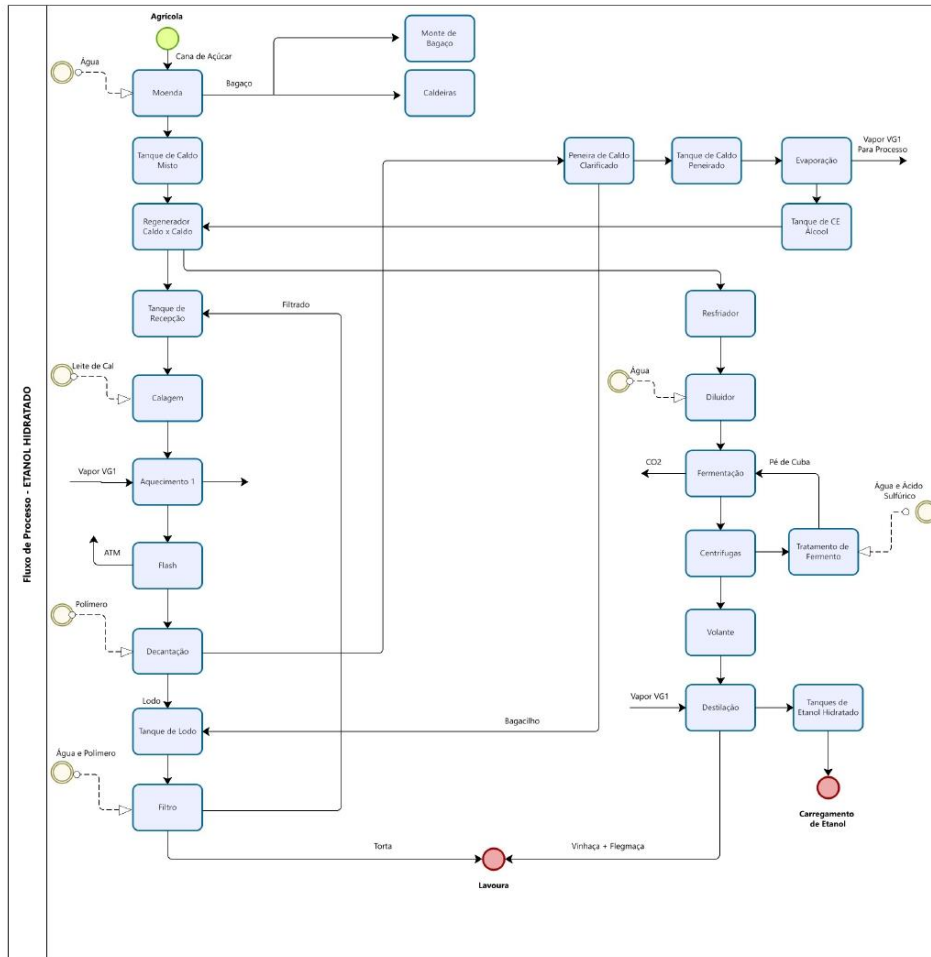 Fluxo de Processo - ETANOL HIDRATADO
Agrícola
Cana de Açúcar
Água
Moenda
Bagaço
Monte de
Bagaço
Caldeiras
Tanque de Caldo
Misto
Peneira de Caldo
Clarificado
Tanque de Caldo
Peneirado
Evaporação
Vapor VG1
Para Processo
Regenerador
Caldo x Caldo
Tanque de CE
Álcool
Tanque de
Recepção
Filtrado
Resfriador
Leite de Cal
Calagem
Água
Diluidor
Vapor VG1
Aquecimento 1
CO2
Fermentação
Pé de Cuba
Água e Ácido
Sulfúrico
ATM
Flash
Centrífugas
Tratamento de
Fermento
Polímero
Decantação
Volante
Lodo
Tanque de Lodo
Bagacilho
Vapor VG1
Destilação
Tanques de
Etanol Hidratado
Água e Polímero
Filtro
Carregamento
de Etanol
Torta
Vinhaça + Flegmaça
Lavoura